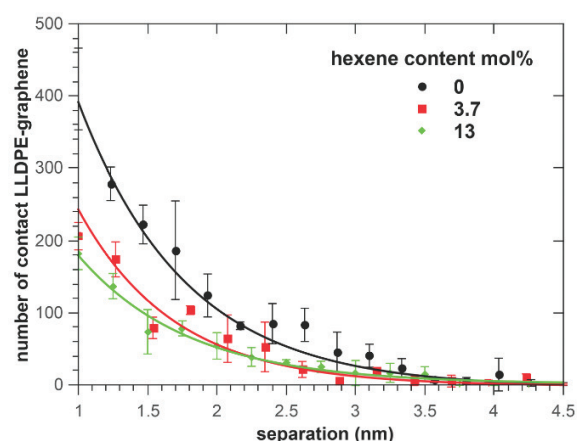 500
400
300
200
100
0
number of contact LLDPE-graphene
hexene content mol%
0
3.7
13
1 1.5 2 2.5 3 3.5 4 4.5
separation (nm)